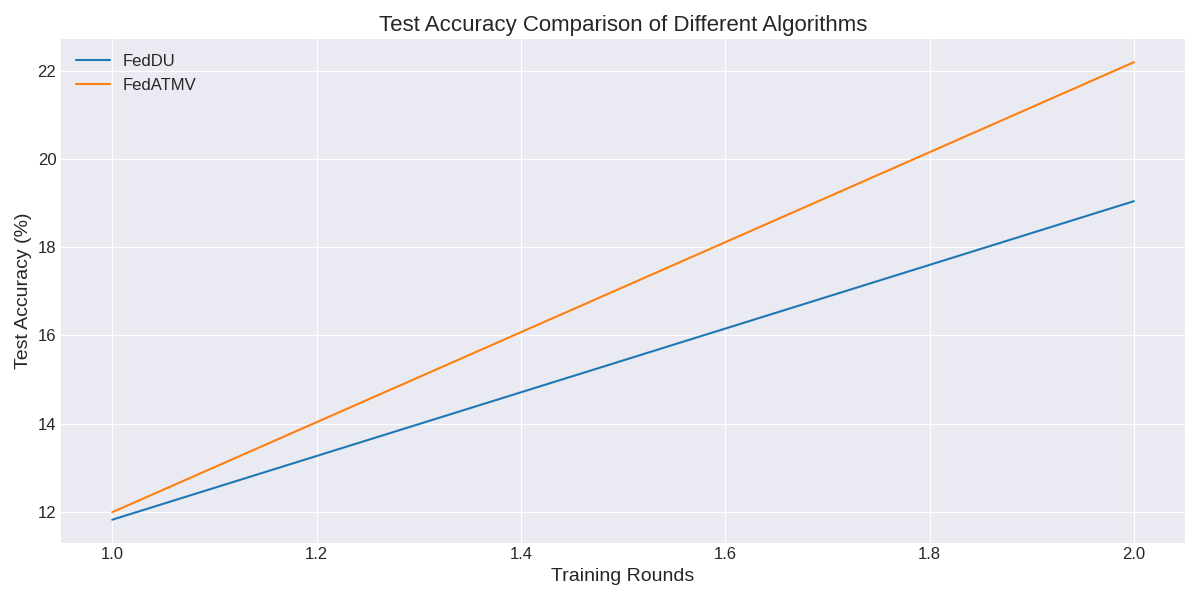 Test Accuracy Comparison of Different Algorithms
FedDU
FedATMV
22
20
18
16
14
12
Test Accuracy (%)
1.0 1.2 1.4 1.6 1.8 2.0
Training Rounds